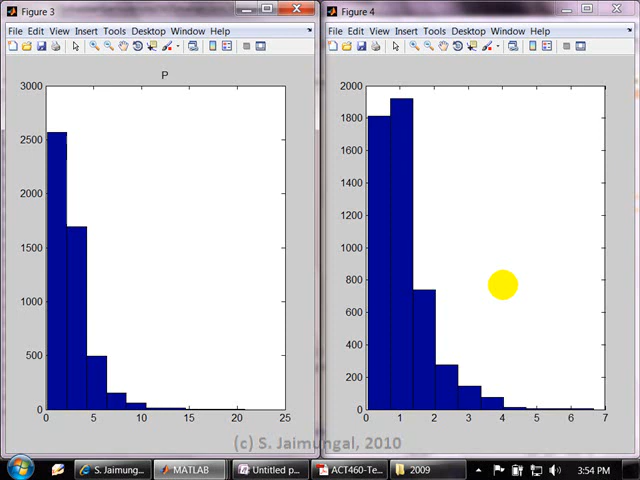 Figure 3
File Edit View Insert Tools Desktop Window Help
P
3000
2500
2000
1500
1000
500
0
0 5 10 15 20 25
Figure 4
File Edit View Insert Tools Desktop Window Help
2000
1800
1600
1400
1200
1000
800
600
400
200
0
0 1 2 3 4 5 6 7
(c) S. Jaimungal, 2010
S. Jaimung... MATLAB Untitled p... ACT460-Te... 2009 3:54 PM